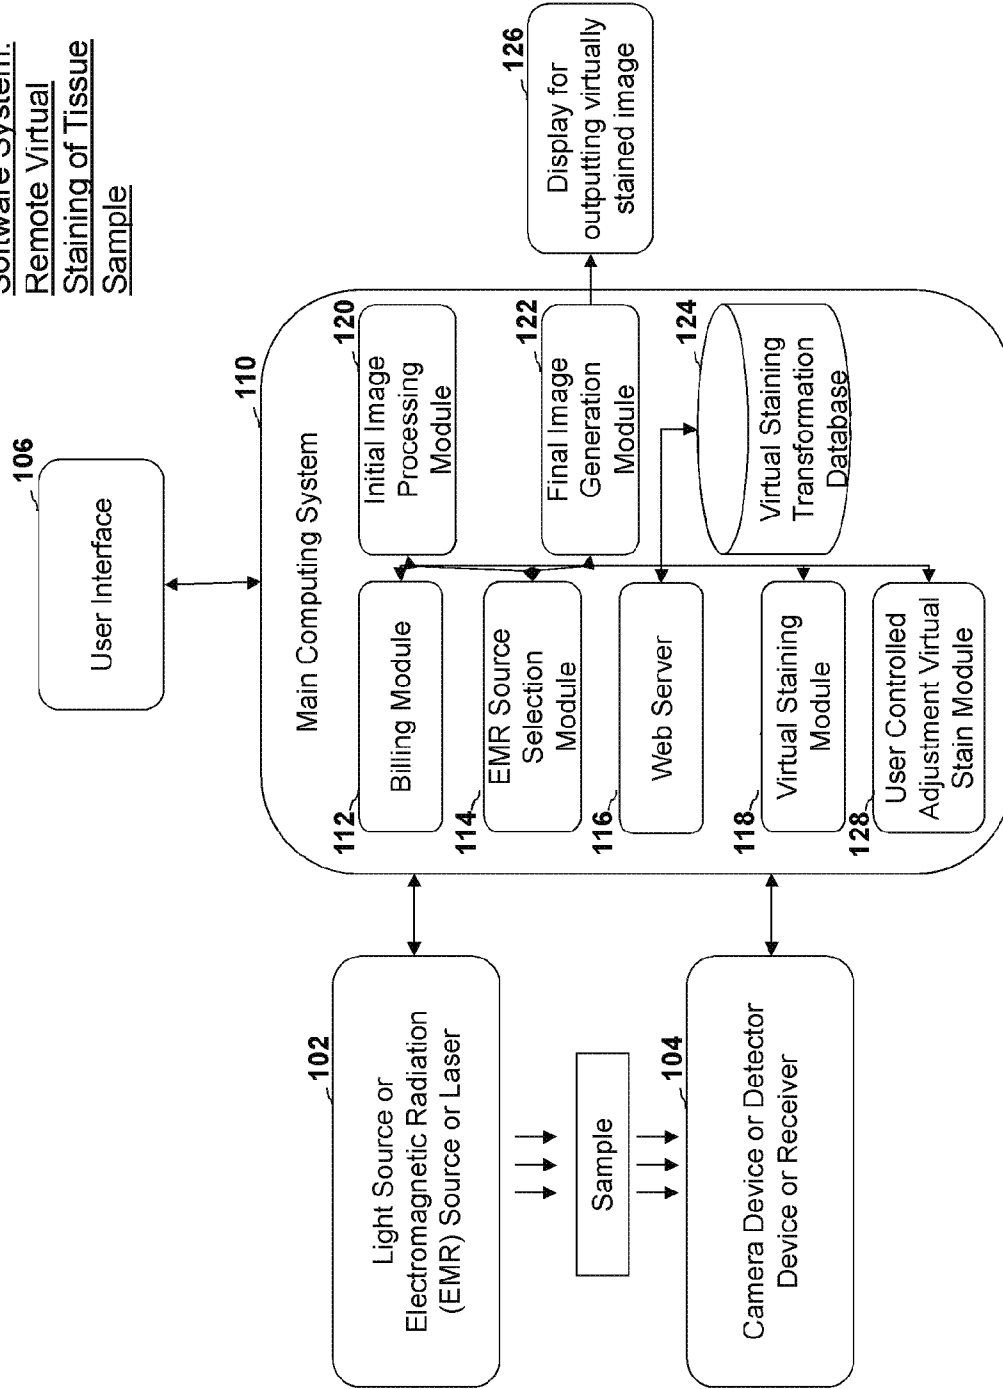 Software System:
Remote Virtual
Staining of Tissue
Sample
106
User Interface
110
Main Computing System
102
Light Source or
Electromagnetic Radiation
(EMR) Source or Laser
Sample
104
Camera Device or Detector
Device or Receiver
112
Billing Module
114
EMR Source
Selection
Module
116
Web Server
118
Virtual Staining
Module
128
User Controlled
Adjustment Virtual
Stain Module
120
Initial Image
Processing
Module
122
Final Image
Generation
Module
124
Virtual Staining
Transformation
Database
126
Display for
outputting virtually
stained image